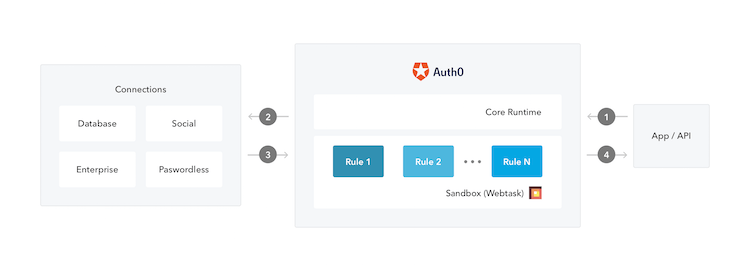 Connections
Database
Social
Enterprise
Paswordless
2
3
Auth0
Core Runtime
Rule 1
Rule 2
•••
Rule N
Sandbox (Webtask)
1
4
App / API